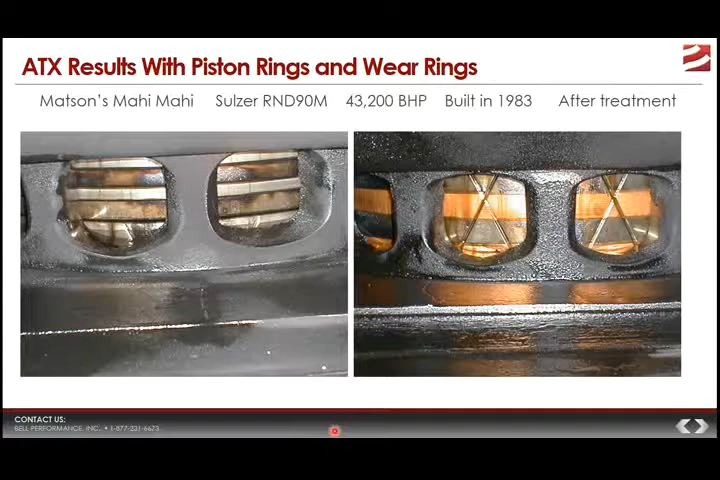 ATX Results With Piston Rings and Wear Rings
Matson's Mahi Mahi Sulzer RND90M 43,200 BHP Built in 1983 After treatment
CONTACT US:
BELL PERFORMANCE, INC. • 1-877-231-6673